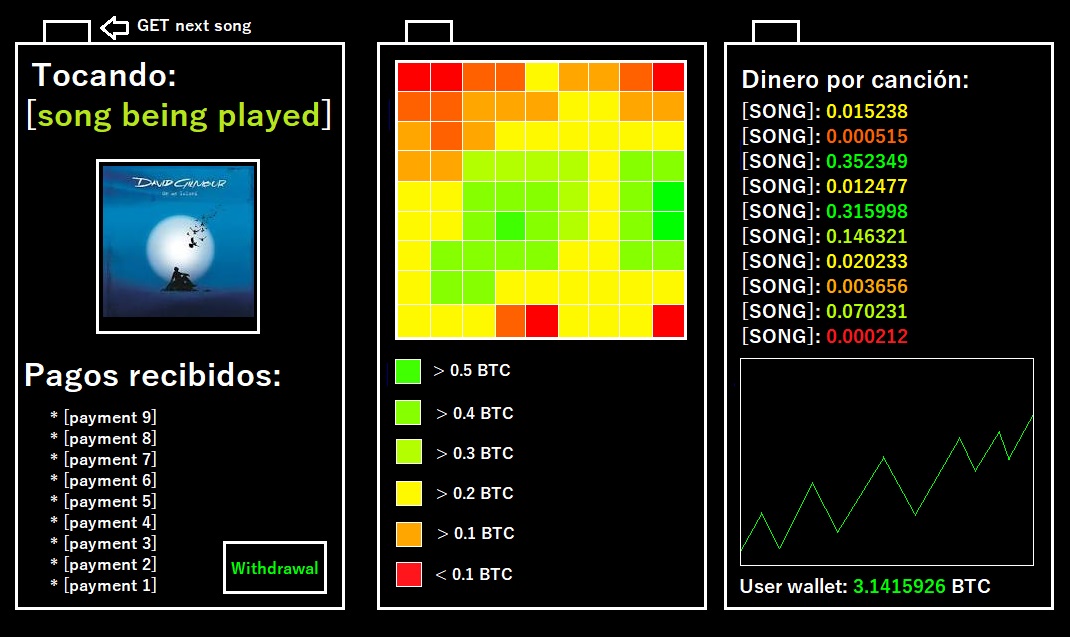 GET next song
Tocando:
[song being played]
DAVID GILMOUR
On an Island
Pagos recibidos:
* [payment 9]
* [payment 8]
* [payment 7]
* [payment 6]
* [payment 5]
* [payment 4]
* [payment 3]
* [payment 2]
* [payment 1]
Withdrawal
> 0.5 BTC
> 0.4 BTC
> 0.3 BTC
> 0.2 BTC
> 0.1 BTC
< 0.1 BTC
Dinero por canción:
[SONG]: 0.015238
[SONG]: 0.000515
[SONG]: 0.352349
[SONG]: 0.012477
[SONG]: 0.315998
[SONG]: 0.146321
[SONG]: 0.020233
[SONG]: 0.003656
[SONG]: 0.070231
[SONG]: 0.000212
User wallet: 3.1415926 BTC